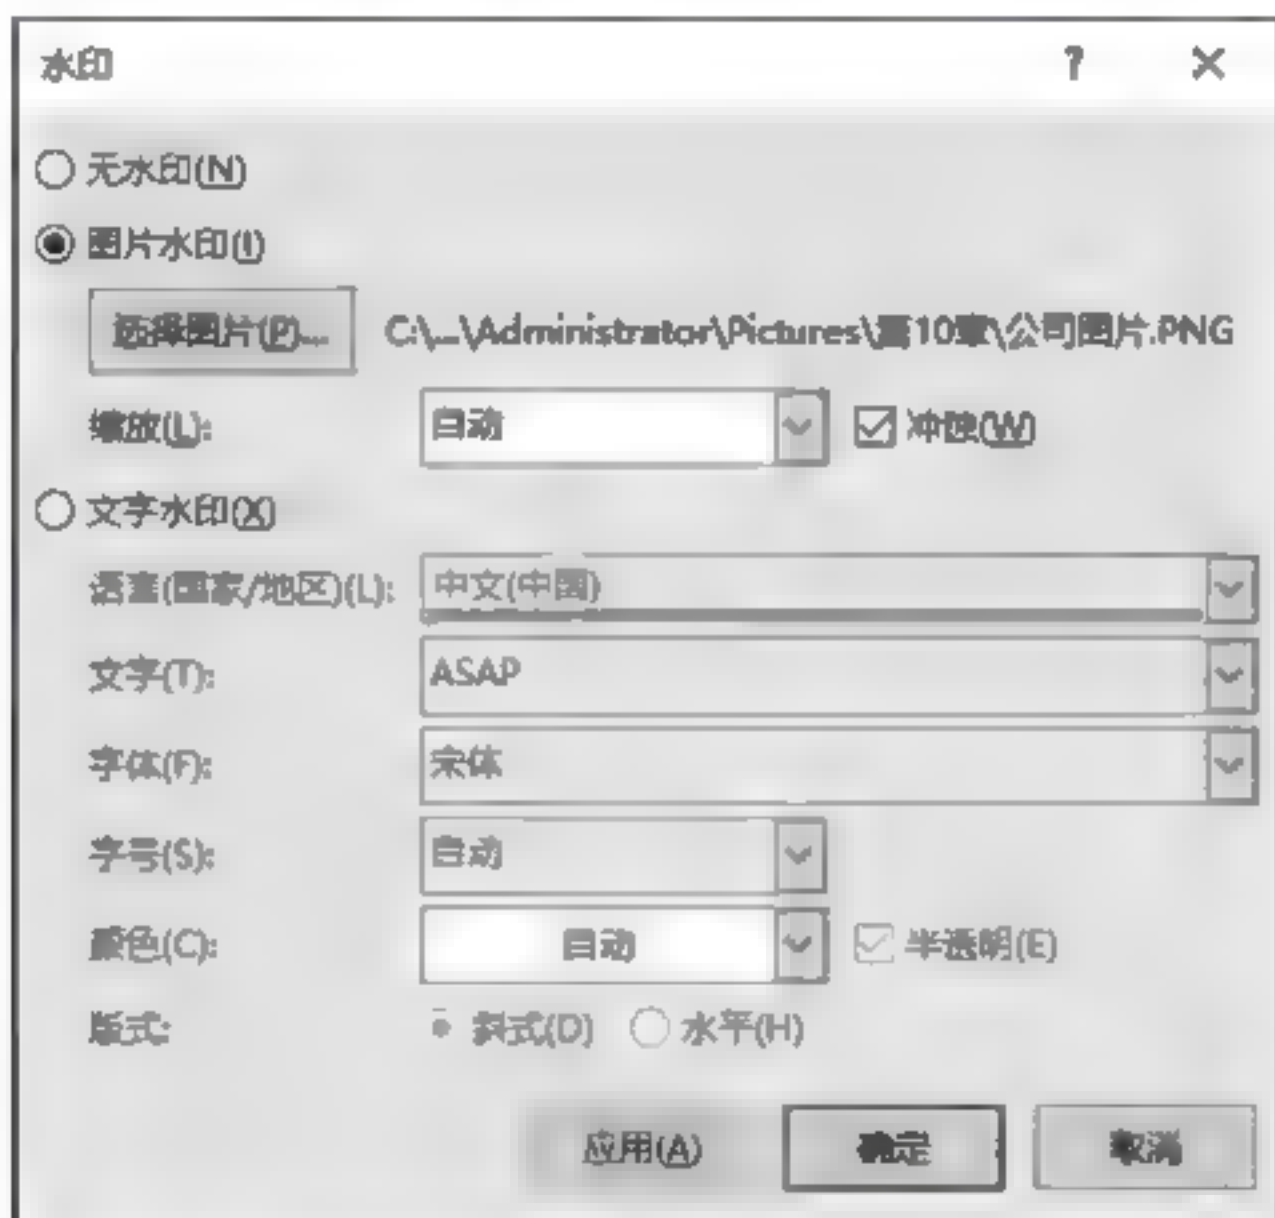 水印 ?
无水印(N)
图片水印(I)
选择图片(P)... C:\...\Administrator\Pictures\第10章\公司图片.PNG
缩放(L): 自动 冲蚀(W)
文字水印(X)
语言(国家/地区)(L): 中文(中国)
文字(T): ASAP
字体(F): 宋体
字号(S): 自动
颜色(C): 自动 半透明(E)
版式: 斜式(D) 水平(H)
应用(A) 确定 取消